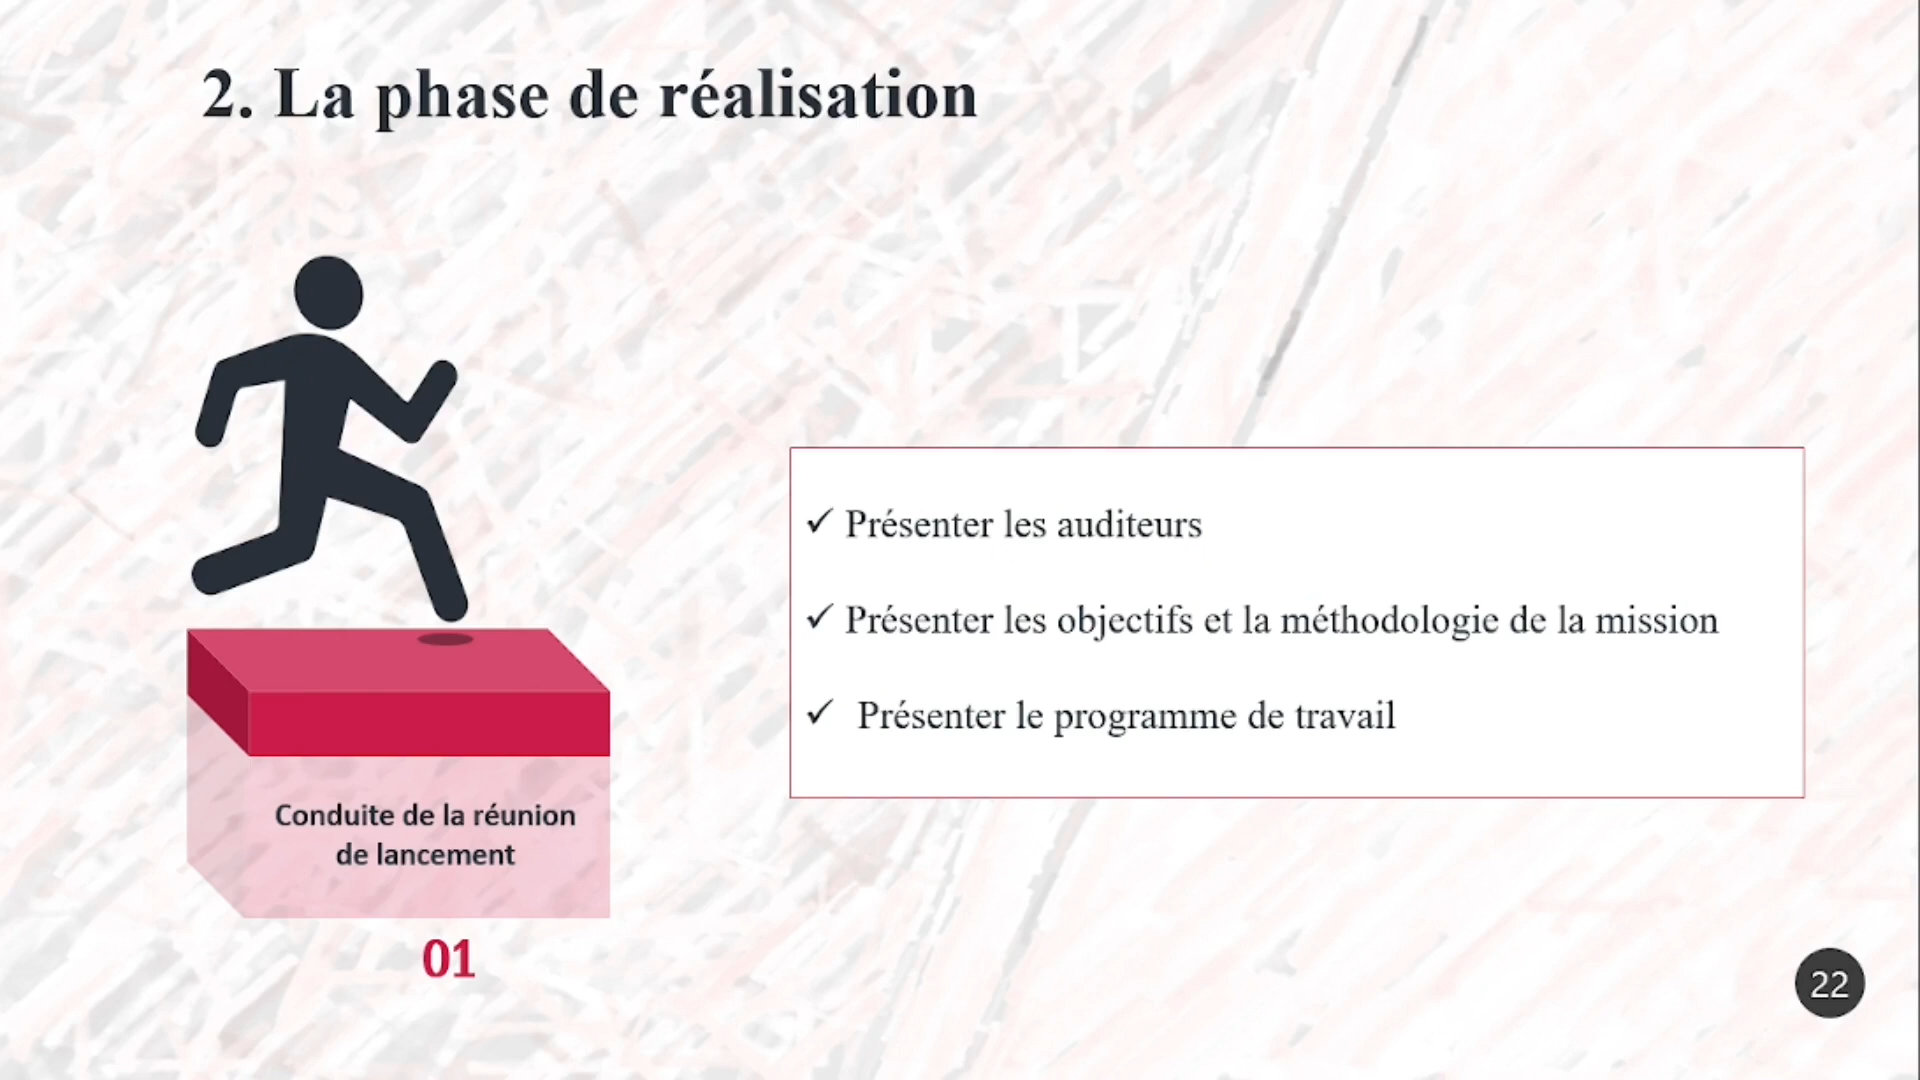 2. La phase de réalisation
✓ Présenter les auditeurs
✓ Présenter les objectifs et la méthodologie de la mission
✓ Présenter le programme de travail
Conduite de la réunion
de lancement
01
22